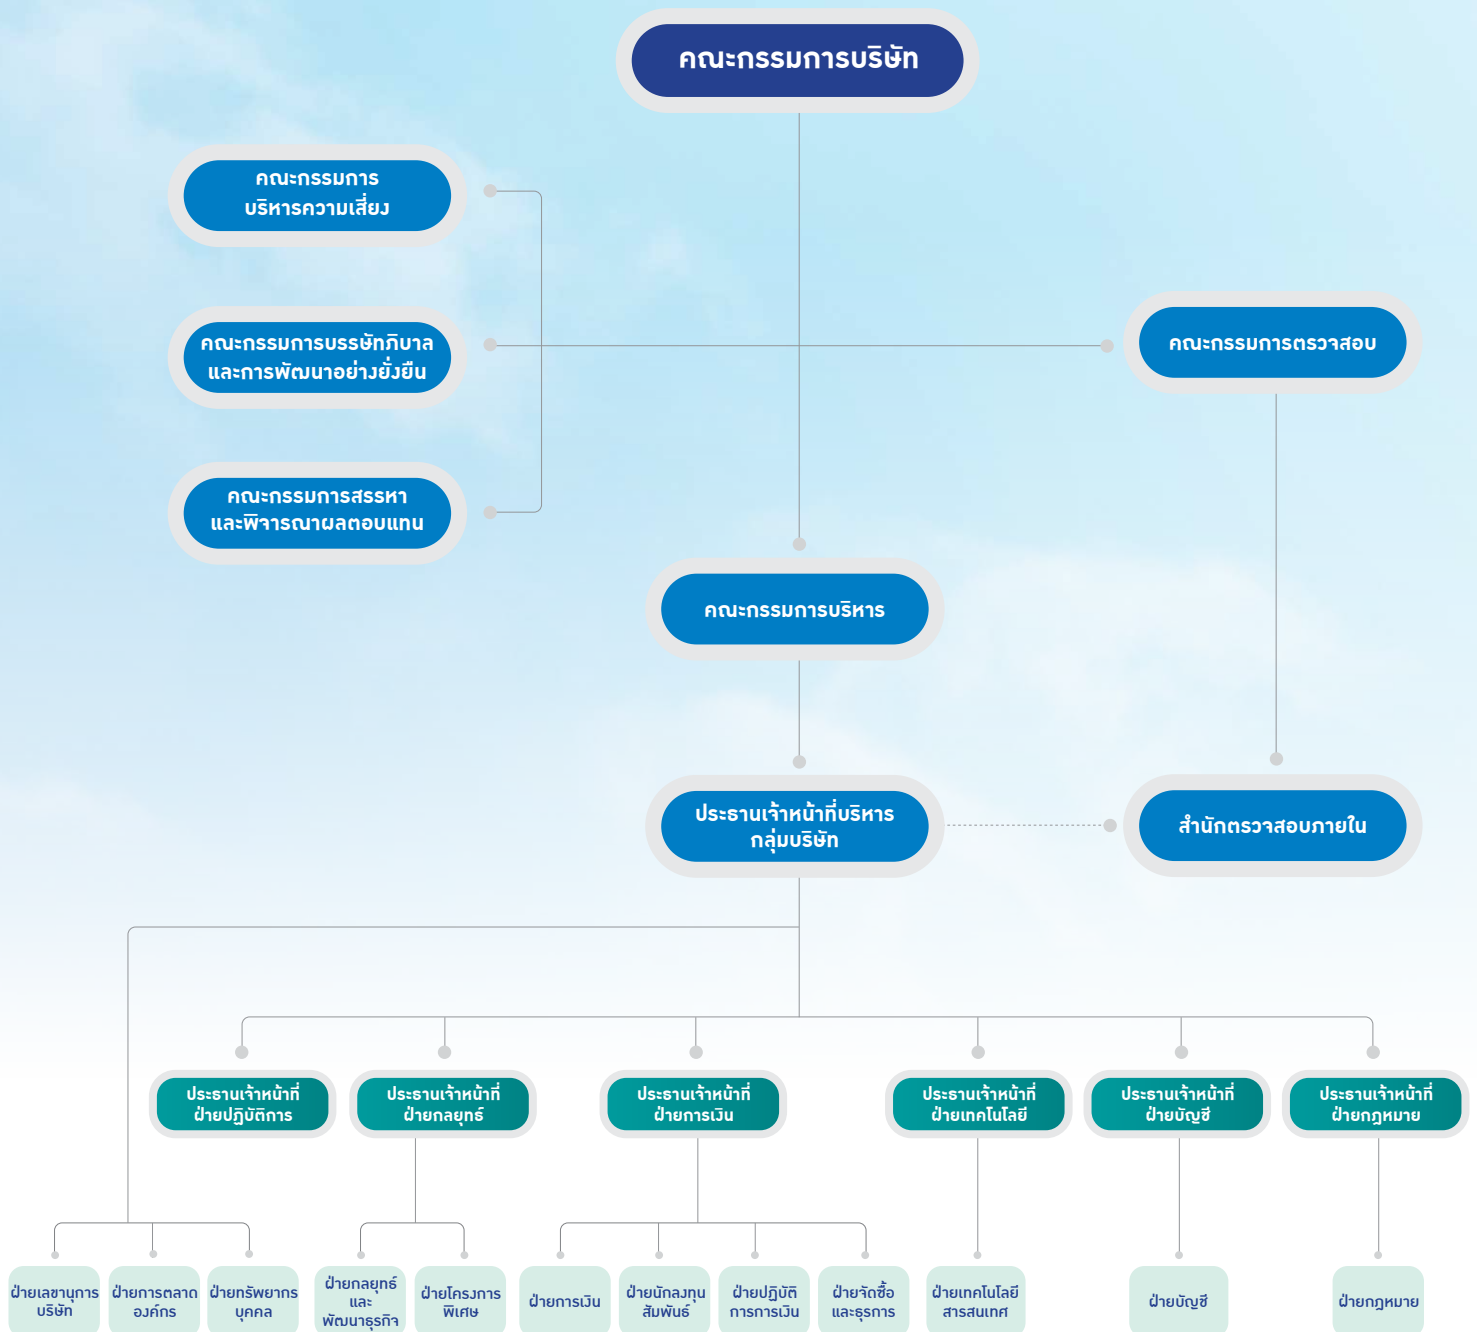 คณะกรรมการบริษัท
คณะกรรมการ
บริหารความเสี่ยง
คณะกรรมการบรรษัทภิบาล
และการพัฒนาอย่างยั่งยืน
คณะกรรมการตรวจสอบ
คณะกรรมการสรรหา
และพิจารณาผลตอบแทน
คณะกรรมการบริหาร
ประธานเจ้าหน้าที่บริหาร
กลุ่มบริษัท
สำนักตรวจสอบภายใน
ประธานเจ้าหน้าที่
ฝ่ายปฏิบัติการ
ประธานเจ้าหน้าที่
ฝ่ายกลยุทธ์
ประธานเจ้าหน้าที่
ฝ่ายการเงิน
ประธานเจ้าหน้าที่
ฝ่ายเทคโนโลยี
ประธานเจ้าหน้าที่
ฝ่ายบัญชี
ประธานเจ้าหน้าที่
ฝ่ายกฎหมาย
ฝ่ายเลขานุการ
บริษัท
ฝ่ายการตลาด
องค์กร
ฝ่ายทรัพยากร
บุคคล
ฝ่ายกลยุทธ์
และ
พัฒนาธุรกิจ
ฝ่ายโครงการ
พิเศษ
ฝ่ายการเงิน
ฝ่ายนักลงทุน
สัมพันธ์
ฝ่ายปฏิบัติ
การการเงิน
ฝ่ายจัดซื้อ
และธุรการ
ฝ่ายเทคโนโลยี
สารสนเทศ
ฝ่ายบัญชี
ฝ่ายกฎหมาย